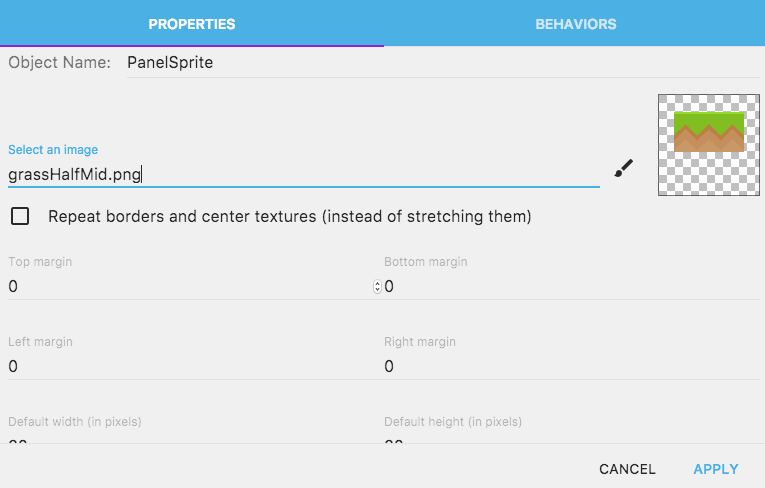 PROPERTIES BEHAVIORS
Object Name: PanelSprite
Select an image
grassHalfMid.png
Repeat borders and center textures (instead of stretching them)
Top margin Bottom margin
0 0
Left margin Right margin
0 0
Default width (in pixels) Default height (in pixels)
CANCEL APPLY